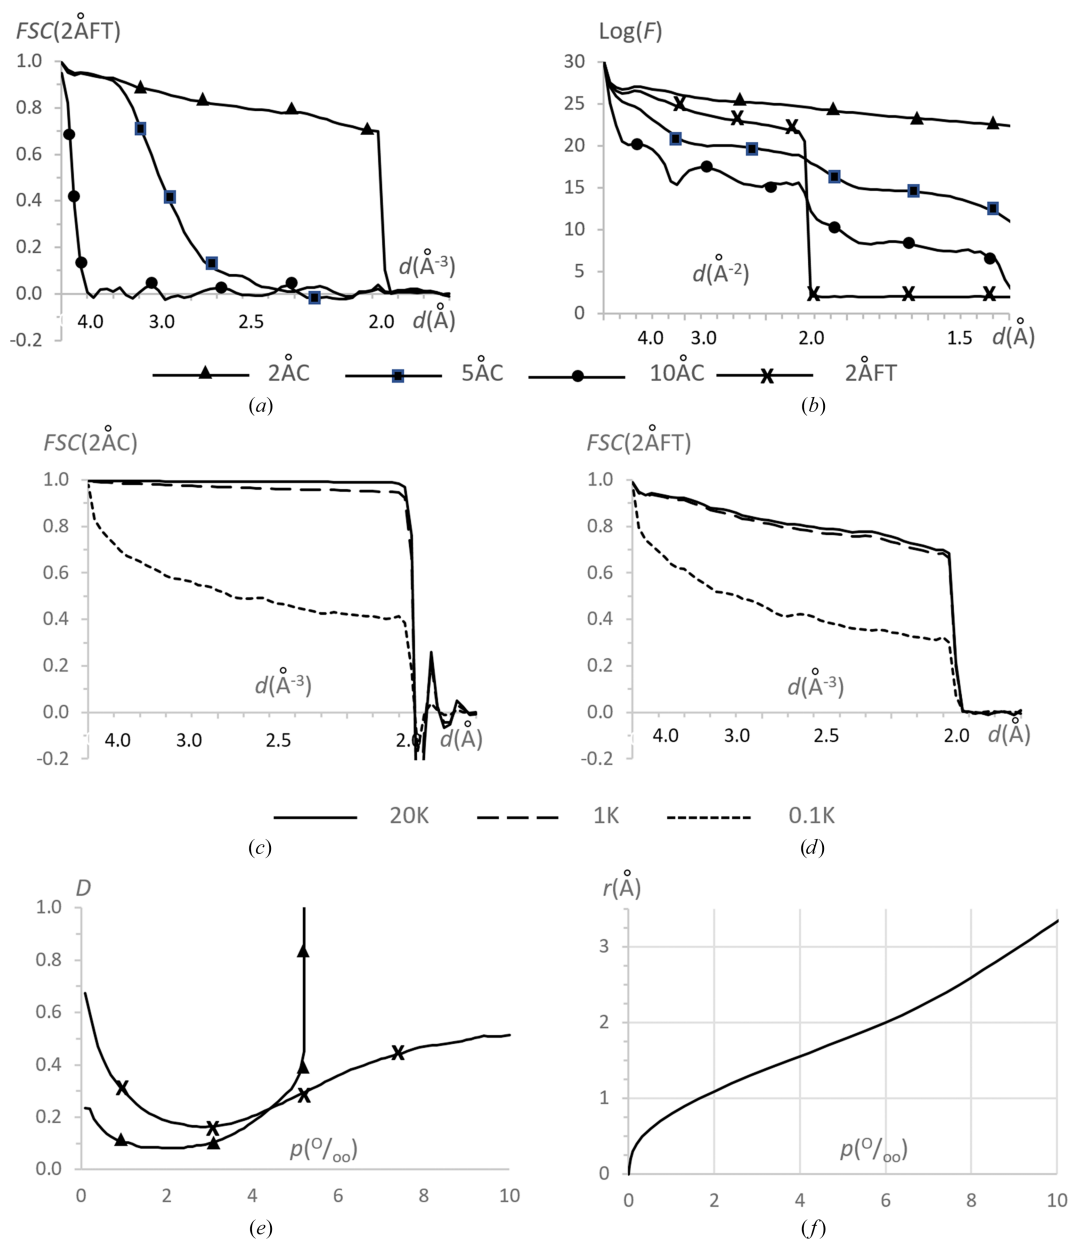 FSC(2ÅFT)
1.0
0.8
0.6
0.4
0.2
0.0
-0.2
d(Å-3)
4.0 3.0 2.5 2.0 d(Å)
Log(F)
30
25
20
15
10
5
0
d(Å-2)
4.0 3.0 2.0 1.5 d(Å)
2ÅC 5ÅC 10ÅC 2ÅFT
(a) (b)
FSC(2ÅC)
1.0
0.8
0.6
0.4
0.2
0.0
-0.2
d(Å-3)
4.0 3.0 2.5 2.0 d(Å)
FSC(2ÅFT)
1.0
0.8
0.6
0.4
0.2
0.0
-0.2
d(Å-3)
4.0 3.0 2.5 2.0 d(Å)
20K 1K 0.1K
(c) (d)
D
1.0
0.8
0.6
0.4
0.2
0.0
p(O/oo)
0 2 4 6 8 10
r(Å)
3
2
1
0
p(O/oo)
0 2 4 6 8 10
(e) (f)